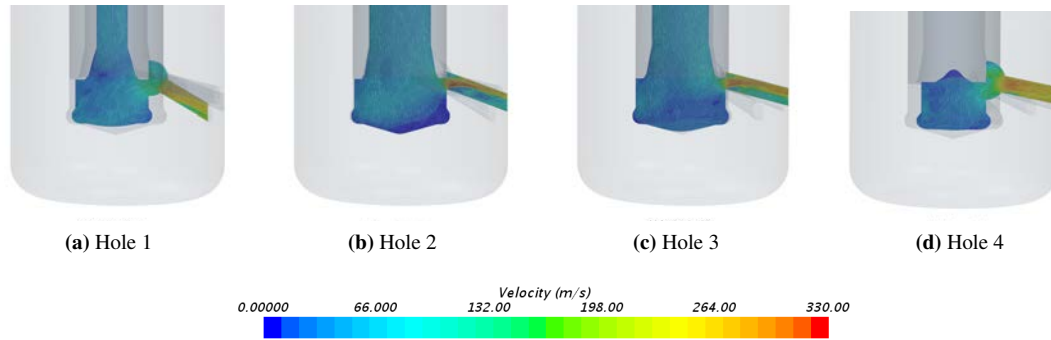 (a) Hole 1 (b) Hole 2 (c) Hole 3 (d) Hole 4
Velocity (m/s)
0.00000 66.000 132.00 198.00 264.00 330.00